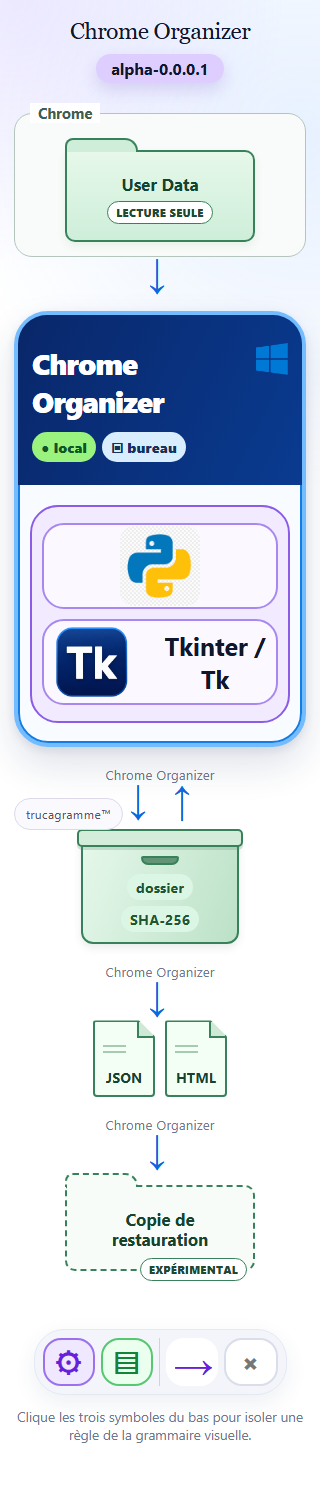 Chrome Organizer
alpha-0.0.0.1
Chrome
User Data
LECTURE SEULE
Chrome
Organizer
local
bureau
Tk
Tkinter /
Tk
Chrome Organizer
trucagramme™
dossier
SHA-256
Chrome Organizer
JSON
HTML
Chrome Organizer
Copie de
restauration
EXPÉRIMENTAL
Clique les trois symboles du bas pour isoler une
règle de la grammaire visuelle.